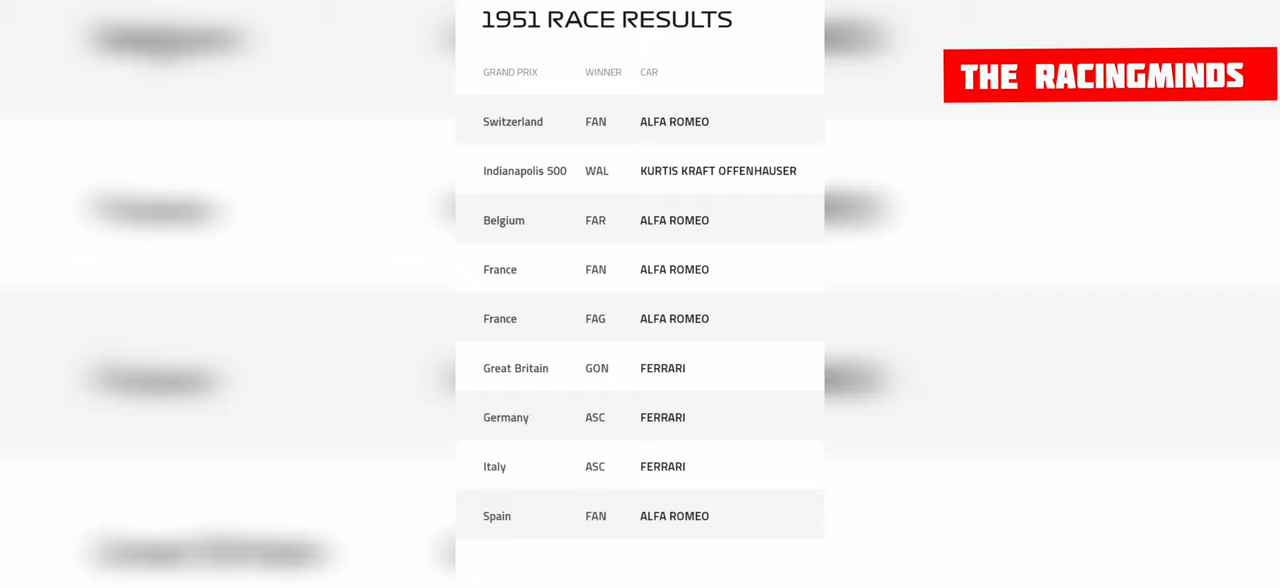 1951 RACE RESULTS
THE RACINGMINDS
GRAND PRIX WINNER CAR
Switzerland FAN ALFA ROMEO
Indianapolis 500 WAL KURTIS KRAFT OFFENHAUSER
Belgium FAR ALFA ROMEO
France FAN ALFA ROMEO
France FAG ALFA ROMEO
Great Britain GON FERRARI
Germany ASC FERRARI
Italy ASC FERRARI
Spain FAN ALFA ROMEO